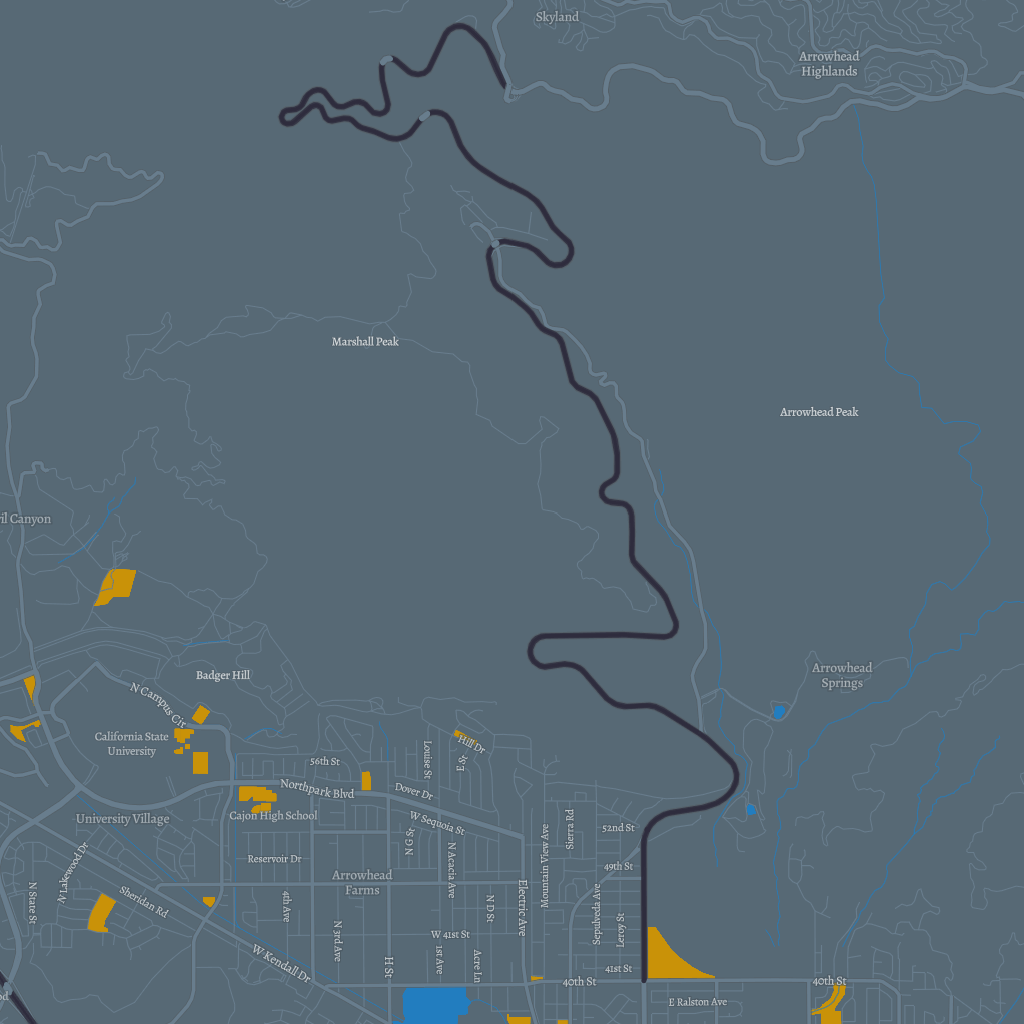 Skyland
Arrowhead
Highlands
Marshall Peak
Arrowhead Peak
il Canyon
Arrowhead
Springs
Badger Hill
N Campus Cir
California State
University
Hill Dr
Louise St
E St
56th St
Northpark Blvd
Dover Dr
W Sequoia St
Cajon High School
University Village
52nd St
Sierra Rd
Mountain View Ave
N G St
N Acacia Ave
Reservoir Dr
49th St
Arrowhead
Farms
N Lakewood Dr
N State St
Sheridan Rd
4th Ave
N 3rd Ave
N D St
Electric Ave
Sepulveda Ave
Leroy St
W 41st St
1st Ave
Acre Ln
H St
W Kendall Dr
41st St
40th St
40th St
E Ralston Ave
od